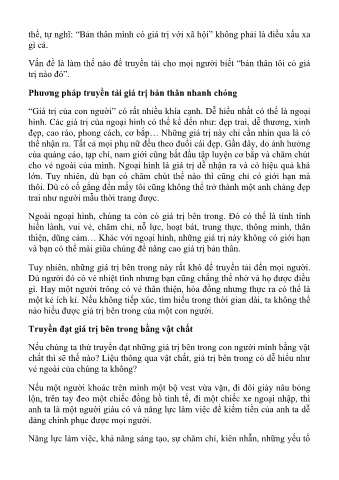 thế, tự nghĩ: “Bản thân mình có giá trị với xã hội” không phải là điều xấu xa
gì cả.
Vấn đề là làm thế nào để truyền tải cho mọi người biết “bản thân tôi có giá
trị nào đó”.
Phương pháp truyền tải giá trị bản thân nhanh chóng
“Giá trị của con người” có rất nhiều khía cạnh. Dễ hiểu nhất có thể là ngoại
hình. Các giá trị của ngoại hình có thể kể đến như: đẹp trai, dễ thương, xinh
đẹp, cao ráo, phong cách, cơ bắp… Những giá trị này chỉ cần nhìn qua là có
thể nhận ra. Tất cả mọi phụ nữ đều theo đuổi cái đẹp. Gần đây, do ảnh hưởng
của quảng cáo, tạp chí, nam giới cũng bắt đầu tập luyện cơ bắp và chăm chút
cho vẻ ngoài của mình. Ngoại hình là giá trị dễ nhận ra và có hiệu quả khá
lớn. Tuy nhiên, dù bạn có chăm chút thế nào thì cũng chỉ có giới hạn mà
thôi. Dù có cố gắng đến mấy tôi cũng không thể trở thành một anh chàng đẹp
trai như người mẫu thời trang được.
Ngoài ngoại hình, chúng ta còn có giá trị bên trong. Đó có thể là tính tình
hiền lành, vui vẻ, chăm chỉ, nỗ lực, hoạt bát, trung thực, thông minh, thân
thiện, dũng cảm… Khác với ngoại hình, những giá trị này không có giới hạn
và bạn có thể mài giũa chúng để nâng cao giá trị bản thân.
Tuy nhiên, những giá trị bên trong này rất khó để truyền tải đến mọi người.
Dù người đó có vẻ nhiệt tình nhưng bạn cũng chẳng thể nhờ vả họ được điều
gì. Hay một người trông có vẻ thân thiện, hòa đồng nhưng thực ra có thể là
một kẻ ích kỉ. Nếu không tiếp xúc, tìm hiểu trong thời gian dài, ta không thể
nào hiểu được giá trị bên trong của một con người.
Truyền đạt giá trị bên trong bằng vật chất
Nếu chúng ta thử truyền đạt những giá trị bên trong con người mình bằng vật
chất thì sẽ thế nào? Liệu thông qua vật chất, giá trị bên trong có dễ hiểu như
vẻ ngoài của chúng ta không?
Nếu một người khoác trên mình một bộ vest vừa vặn, đi đôi giày nâu bóng
lộn, trên tay đeo một chiếc đồng hồ tinh tế, đi một chiếc xe ngoại nhập, thì
anh ta là một người giàu có và năng lực làm việc để kiếm tiền của anh ta dễ
dàng chinh phục được mọi người.
Năng lực làm việc, khả năng sáng tạo, sự chăm chỉ, kiên nhẫn, những yếu tố